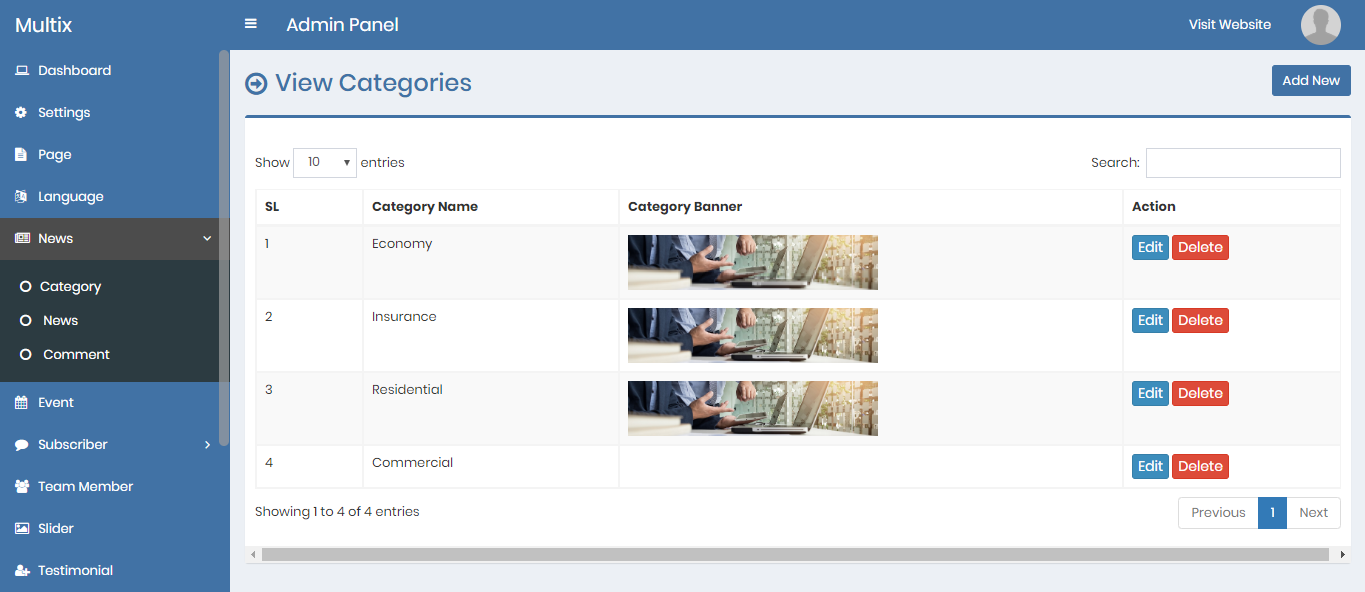 Multix
Admin Panel
Visit Website
Dashboard
Settings
Page
Language
News
Category
News
Comment
Event
Subscriber
Team Member
Slider
Testimonial
View Categories
Add New
Show 10 entries
Search:
SL Category Name Category Banner Action
1 Economy Edit Delete
2 Insurance Edit Delete
3 Residential Edit Delete
4 Commercial Edit Delete
Showing 1 to 4 of 4 entries
Previous 1 Next